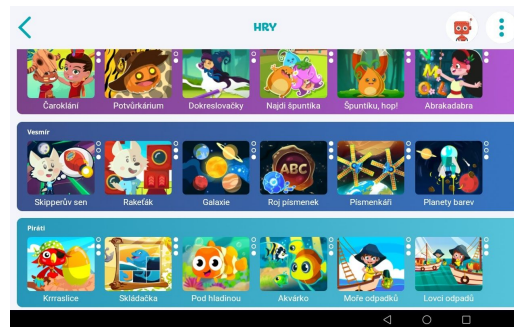 HRY
Čaroklání
Potvůrkárium
Dokreslovačky
Najdi špuntíka
Špuntíku, hop!
Abrakadabra
Vesmír
ABC
Skipperův sen
Raketák
Galaxie
Roj písmenek
Písmenkáři
Planety barev
Piráti
Krrraslice
Skládačka
Pod hladinou
Akvárko
Moře odpadků
Lovci odpadů